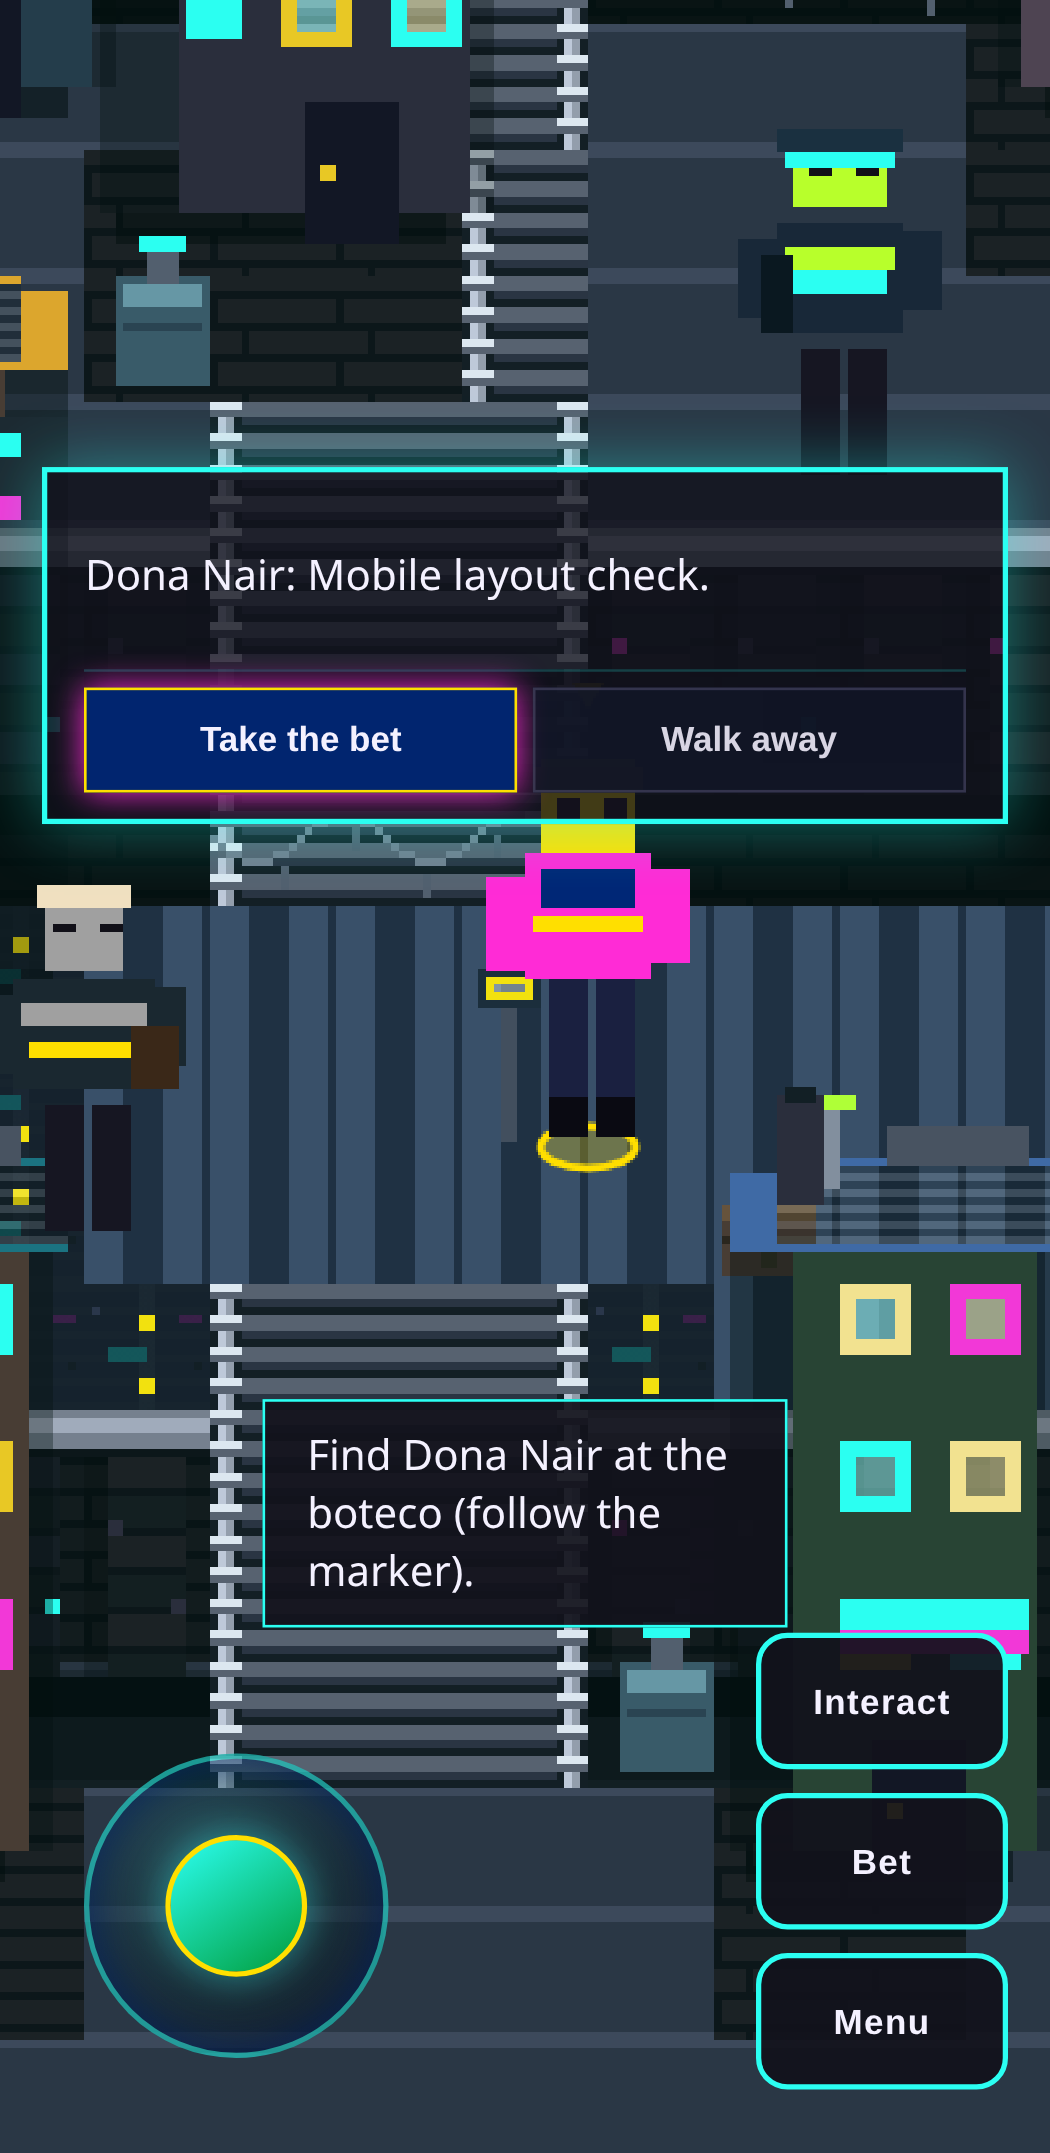 Dona Nair: Mobile layout check.
Take the bet
Walk away
Find Dona Nair at the
boteco (follow the
marker).
Interact
Bet
Menu